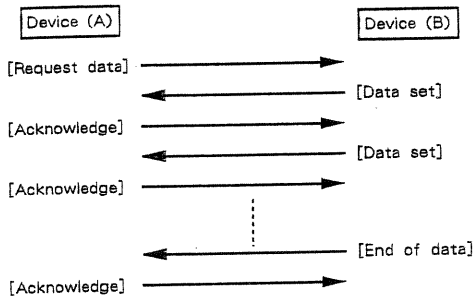 Device (A)
Device (B)
[Request data]
[Data set]
[Acknowledge]
[Data set]
[Acknowledge]
[End of data]
[Acknowledge]